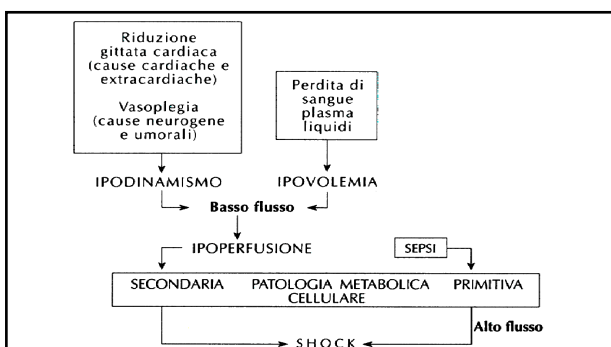 Riduzione
gittata cardiaca
(cause cardiache e
extracardiache)
Vasoplegia
(cause neurogene
e umorali)
Perdita di
sangue
plasma
liquidi
IPODINAMISMO
IPOVOLEMIA
Basso flusso
IPOPERFUSIONE
SEPSI
SECONDARIA PATOLOGIA METABOLICA PRIMITIVA
CELLULARE
Alto flusso
SHOCK